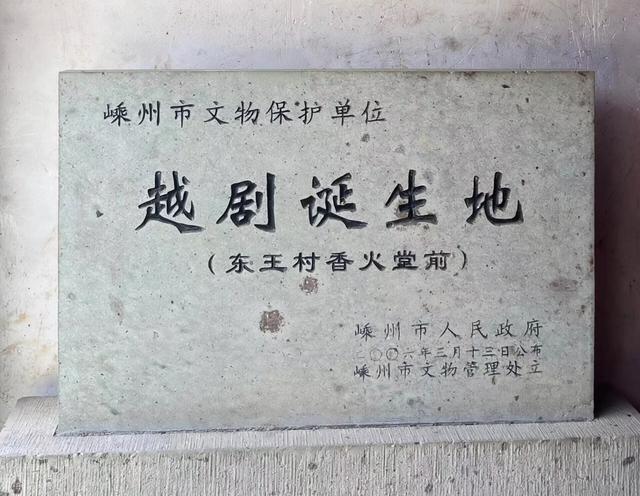 嵊州市文物保护单位
越剧诞生地
(东王村香火堂前)
嵊州市人民政府
二〇〇六年三月十三日公布
嵊州市文物管理处立